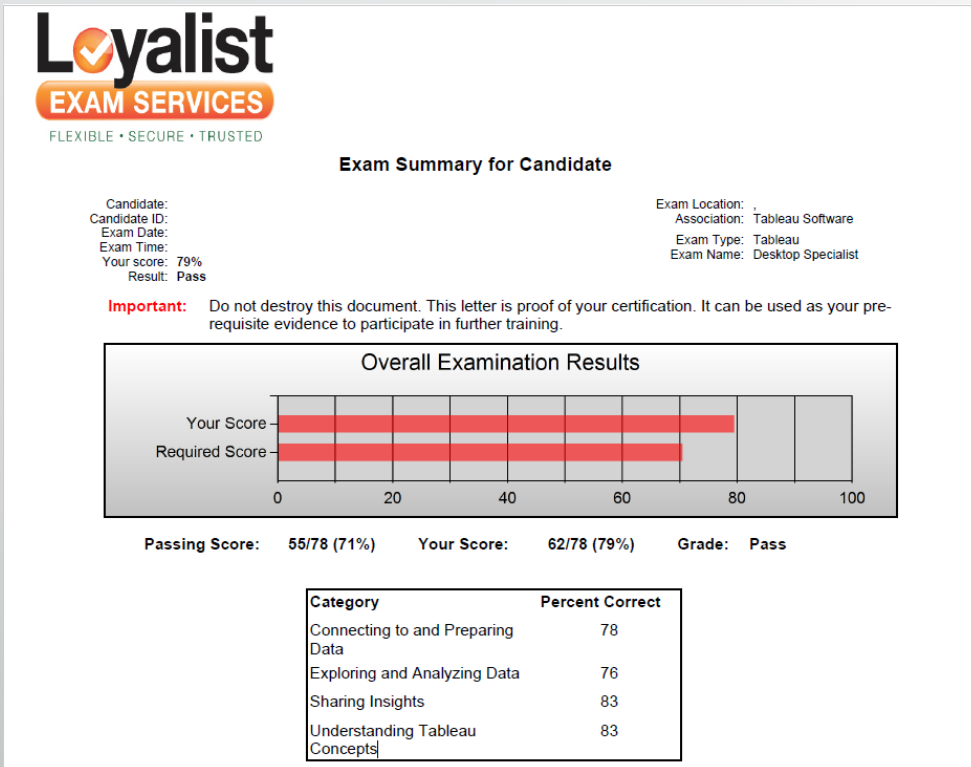 Loyalist
EXAM SERVICES
FLEXIBLE • SECURE • TRUSTED
Exam Summary for Candidate
Candidate:
Candidate ID:
Exam Date:
Exam Time:
Your score: 79%
Result: Pass
Exam Location: ,
Association: Tableau Software
Exam Type: Tableau
Exam Name: Desktop Specialist
Important: Do not destroy this document. This letter is proof of your certification. It can be used as your pre-
requisite evidence to participate in further training.
Overall Examination Results
Your Score
Required Score
0 20 40 60 80 100
Passing Score: 55/78 (71%) Your Score: 62/78 (79%) Grade: Pass
Category Percent Correct
Connecting to and Preparing 78
Data
Exploring and Analyzing Data 76
Sharing Insights 83
Understanding Tableau 83
Concepts